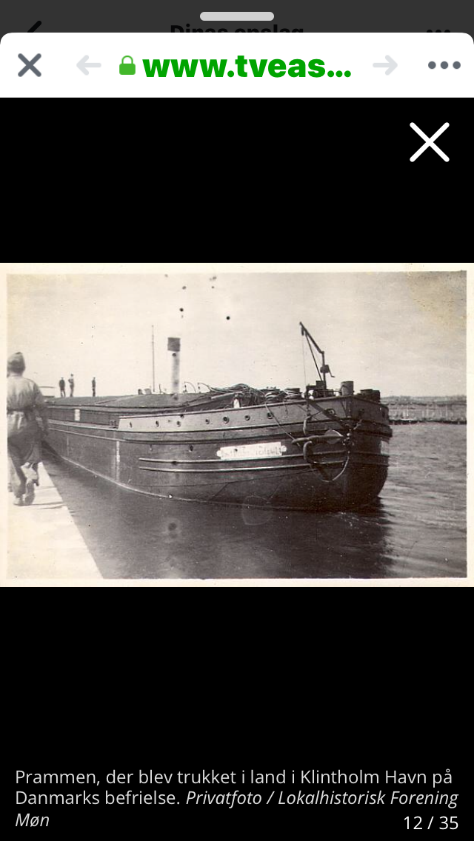 www.tveas...
Prammen, der blev trukket i land i Klintholm Havn på
Danmarks befrielse. Privatfoto / Lokalhistorisk Forening
Møn
12 / 35